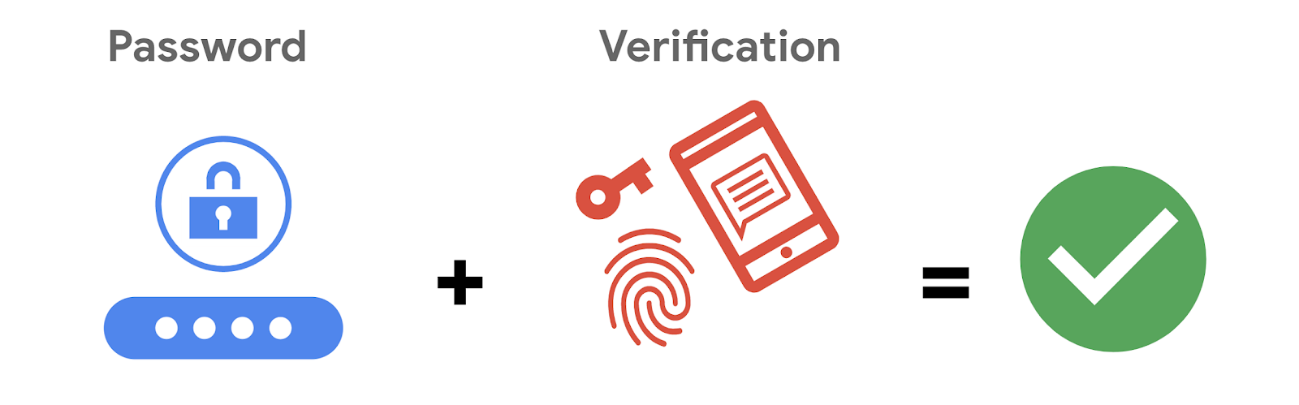 Password
Verification
+
=